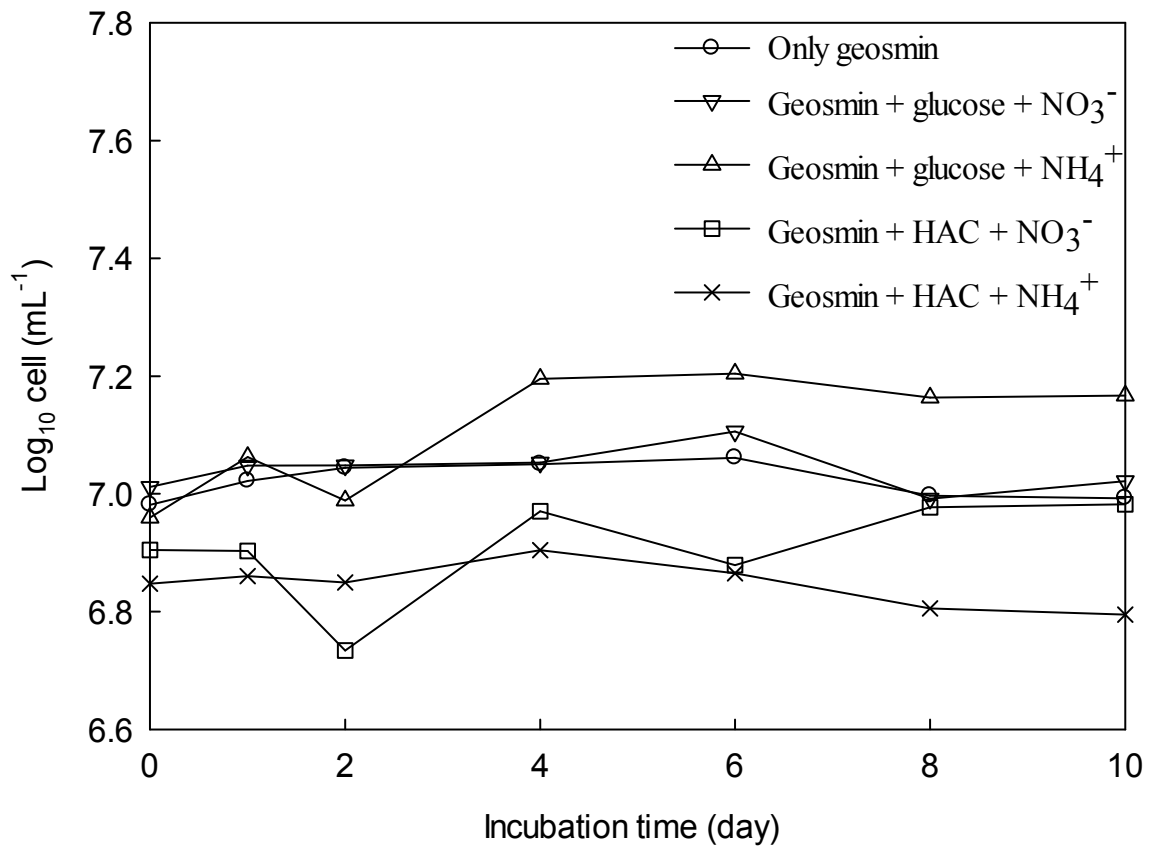 7.8
7.6
7.4
7.2
7.0
6.8
6.6
Log₁₀ cell (mL⁻¹)
Only geosmin
Geosmin + glucose + NO₃⁻
Geosmin + glucose + NH₄⁺
Geosmin + HAC + NO₃⁻
Geosmin + HAC + NH₄⁺
0 2 4 6 8 10
Incubation time (day)